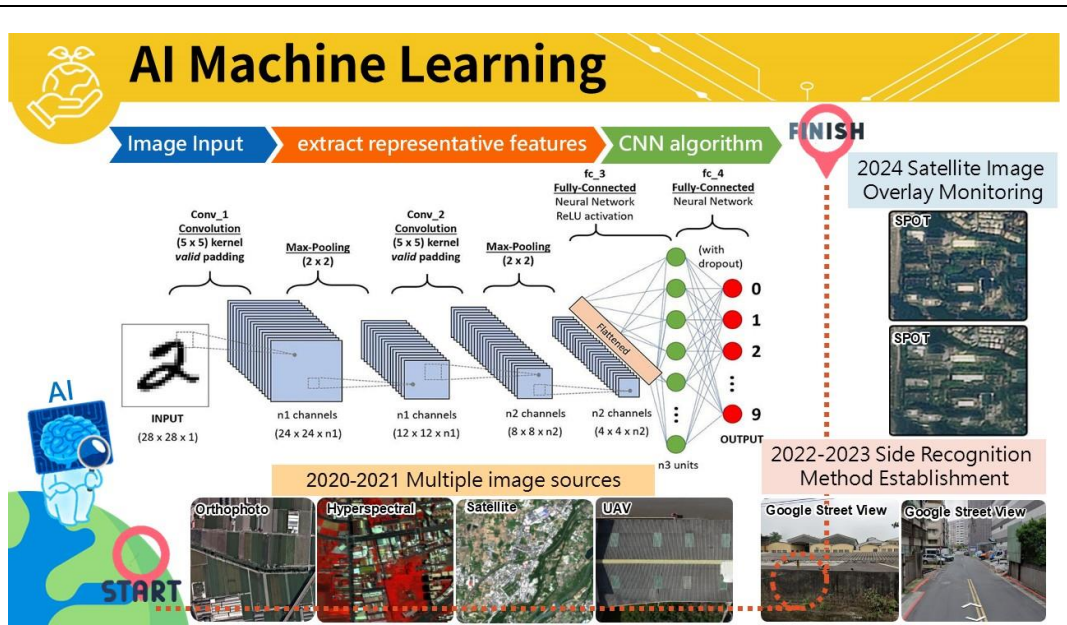 AI Machine Learning
Image Input
extract representative features
CNN algorithm
FINISH
2024 Satellite Image
Overlay Monitoring
SPOT
SPOT
Conv_1
Convolution
(5 x 5) kernel
valid padding
Max-Pooling
(2 x 2)
Conv_2
Convolution
(5 x 5) kernel
valid padding
Max-Pooling
(2 x 2)
fc_3
Fully-Connected
Neural Network
ReLU activation
fc_4
Fully-Connected
Neural Network
(with
dropout)
Flattened
0
1
2
9
OUTPUT
2
INPUT
(28 x 28 x 1)
n1 channels
(24 x 24 x n1)
n1 channels
(12 x 12 x n1)
n2 channels
(8 x 8 x n2)
n2 channels
(4 x 4 x n2)
n3 units
AI
2020-2021 Multiple image sources
Orthophoto
Hyperspectral
Satellite
UAV
2022-2023 Side Recognition
Method Establishment
Google Street View
Google Street View
START